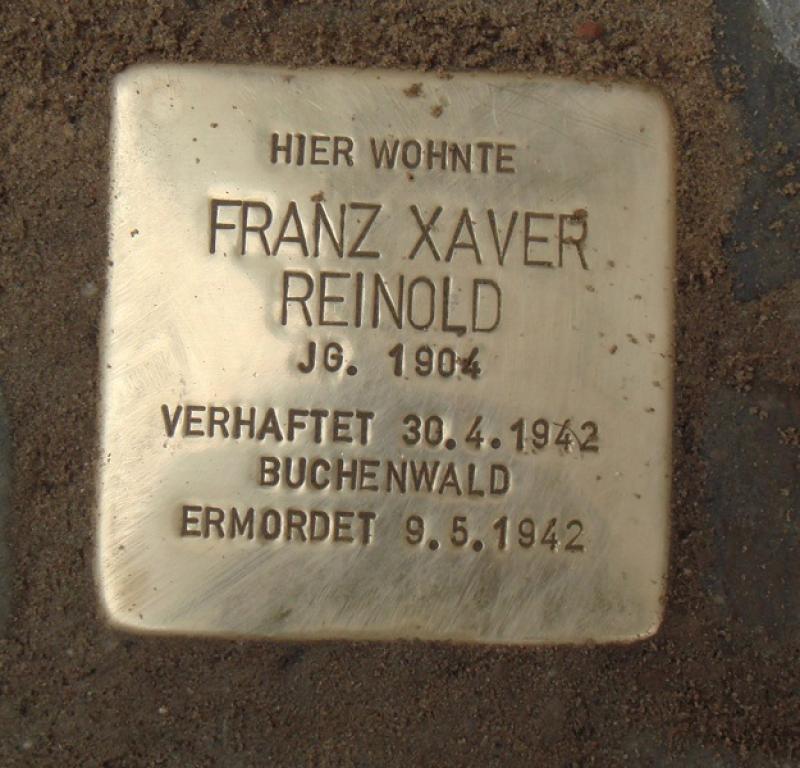 HIER WOHNTE
FRANZ XAVER
REINOLD
JG. 1904
VERHAFTET 30.4.1942
BUCHENWALD
ERMORDET 9.5.1942